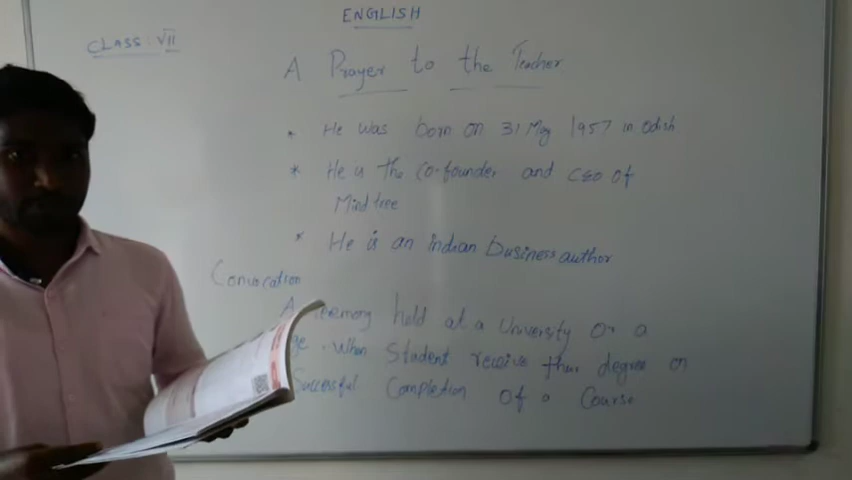 ENGLISH
CLASS : VII
A Prayer to the Teacher
* He was born on 31 May 1957 in Odish
* He is the Co-founder and CEO of
Mind tree
* He is an indian business author
Convocation
A held at a University Or a
ge . When Student receive their degree on
Successful Completion Of a Course